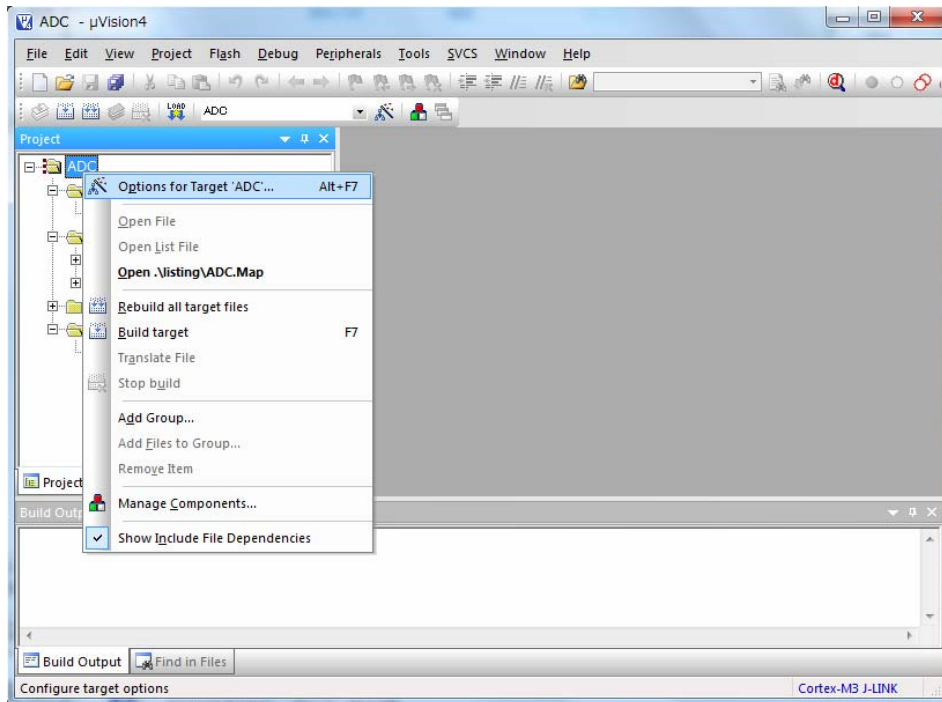 ADC - µVision4
File Edit View Project Flash Debug Peripherals Tools SVCS Window Help
LOAD ADC
Project
ADC
Options for Target 'ADC'... Alt+F7
Open File
Open List File
Open .\listing\ADC.Map
Rebuild all target files
Build target F7
Translate File
Stop build
Add Group...
Add Files to Group...
Remove Item
Project
Manage Components...
Build Outp
Show Include File Dependencies
Build Output Find in Files
Configure target options Cortex-M3 J-LINK